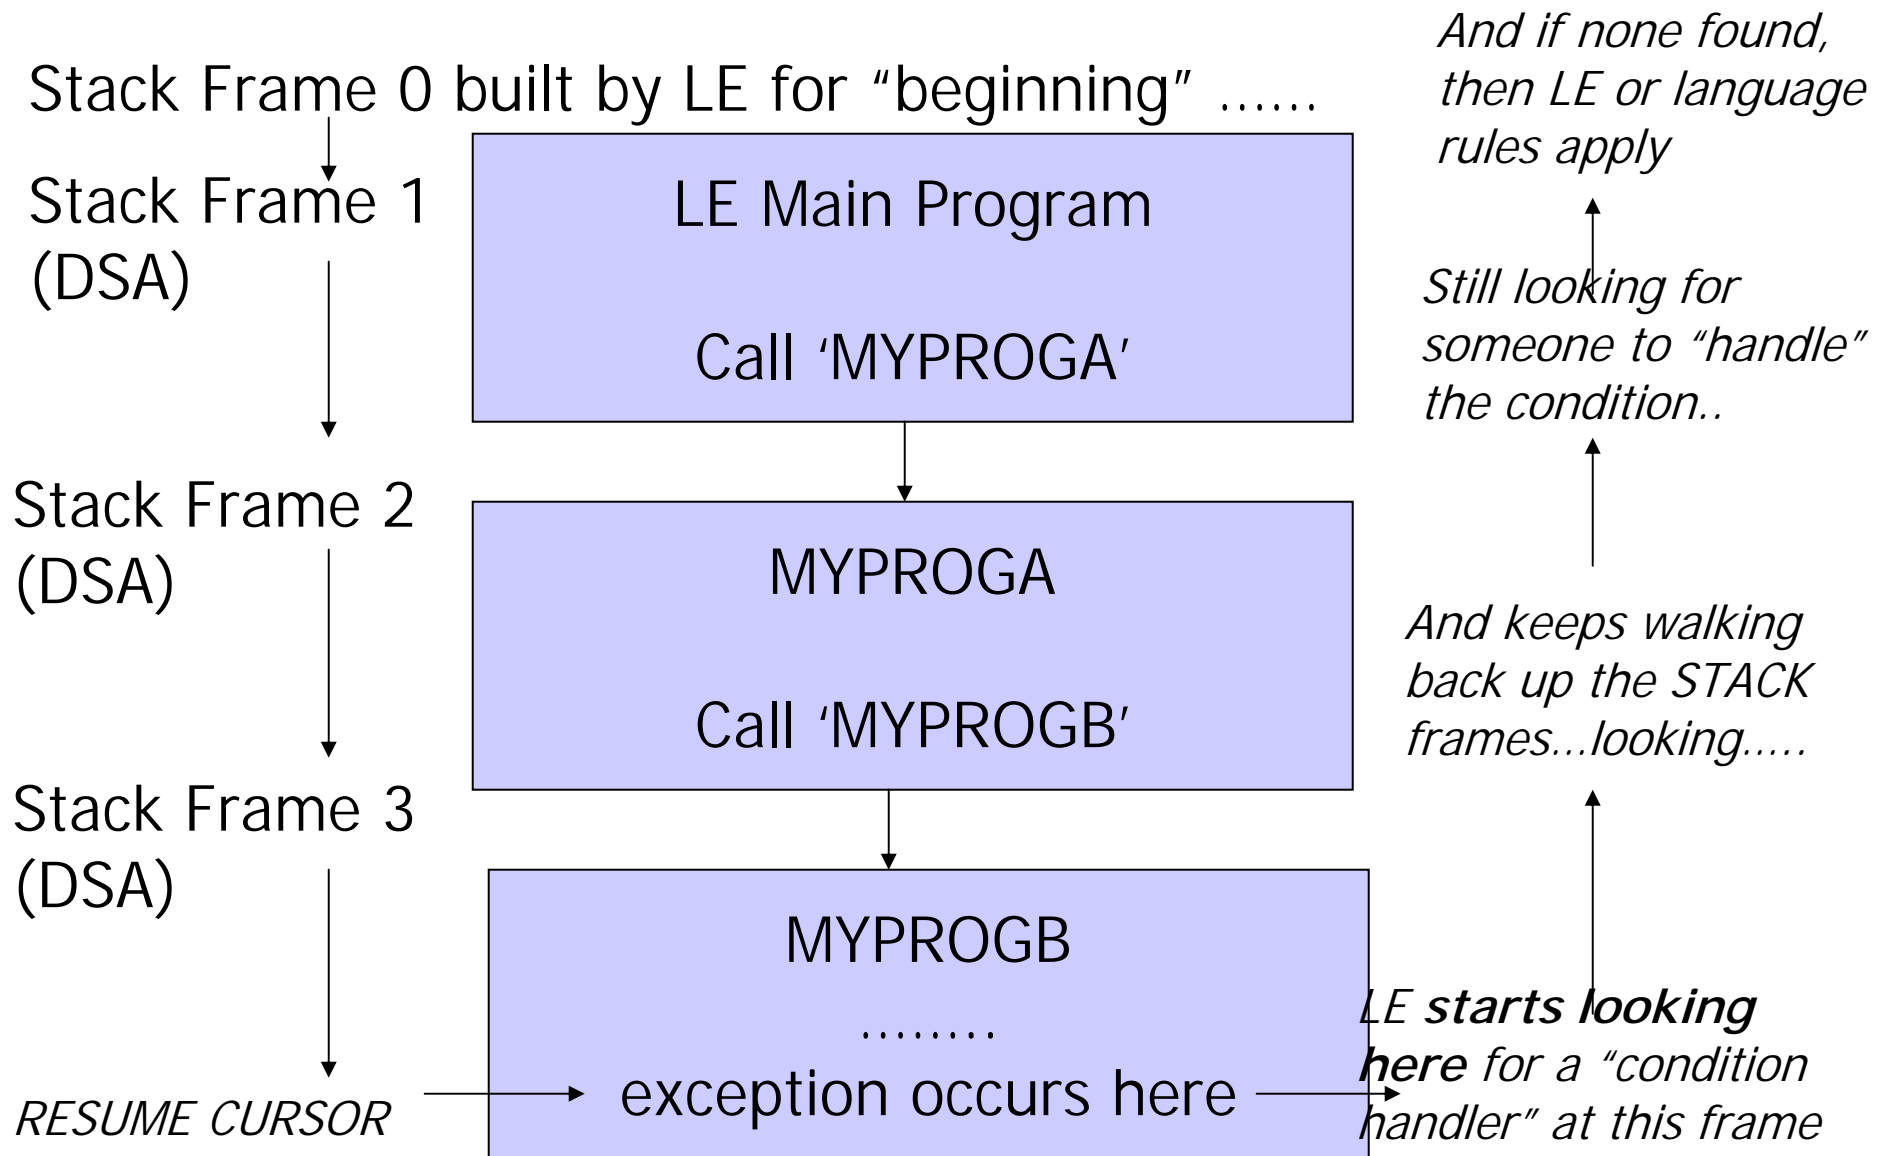 Stack Frame 0 built by LE for “beginning” ......
Stack Frame 1
(DSA)
Stack Frame 2
(DSA)
Stack Frame 3
(DSA)
RESUME CURSOR
LE Main Program
Call ‘MYPROGA’
MYPROGA
Call ‘MYPROGB’
MYPROGB
........
exception occurs here
And if none found,
then LE or language
rules apply
Still looking for
someone to “handle”
the condition..
And keeps walking
back up the STACK
frames...looking.....
LE starts looking
here for a “condition
handler” at this frame